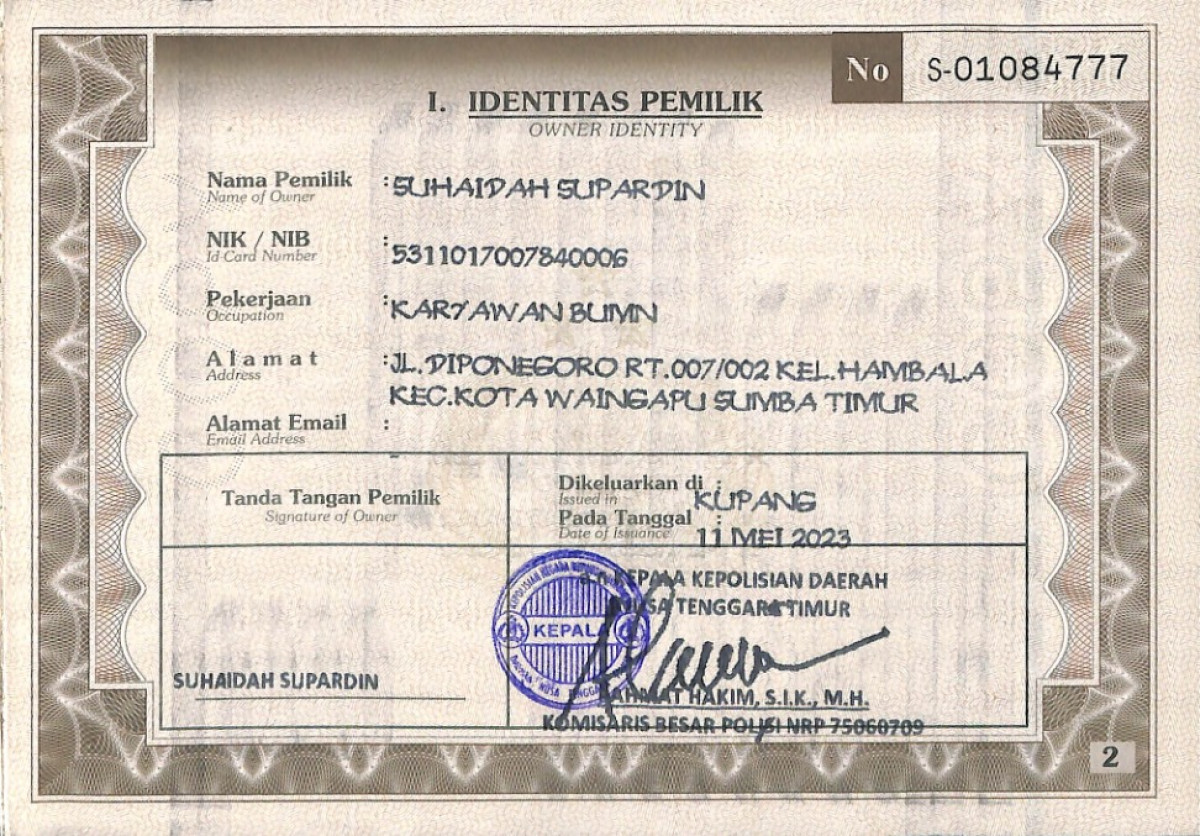 No S-01084777
I. IDENTITAS PEMILIK
OWNER IDENTITY
Nama Pemilik : SUHAIDAH SUPARDIN
Name of Owner
NIK / NIB : 5311017007840006
Id Card Number
Pekerjaan : KARYAWAN BUMN
Occupation
Alamat : JL.DIPONEGORO RT.007/002 KEL.HAMBALA
Address
KEC.KOTA WAINGAPU SUMBA TIMUR
Alamat Email :
Email Address
Tanda Tangan Pemilik
Signature of Owner
Dikeluarkan di : KUPANG
Issued in
Pada Tanggal : 11 MEI 2023
Date of Issuance
a.n KEPALA KEPOLISIAN DAERAH
NUSA TENGGARA TIMUR
KEPALA
SUHAIDAH SUPARDIN
RAHMAT HAKIM, S.I.K., M.H.
KOMISARIS BESAR POLISI NRP 75060709
2